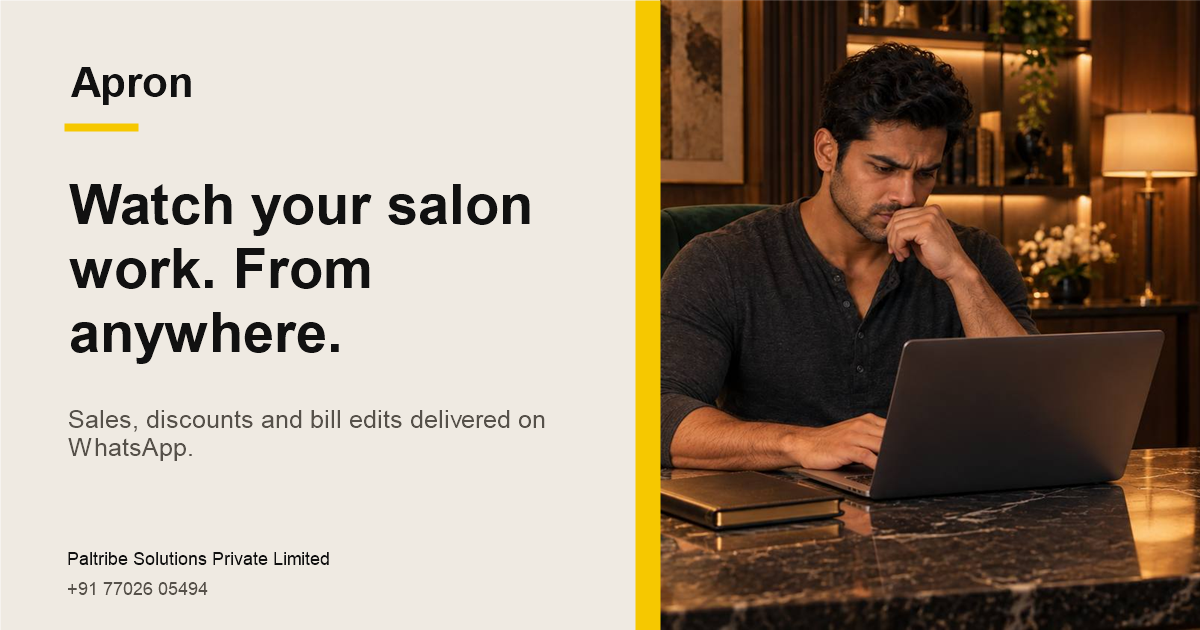 Apron
Watch your salon
work. From
anywhere.
Sales, discounts and bill edits delivered on
WhatsApp.
Paltribe Solutions Private Limited
+91 77026 05494